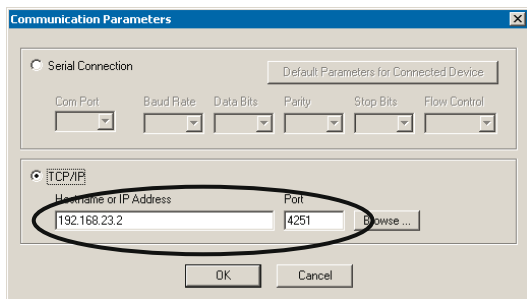 Communication Parameters
Serial Connection
Default Parameters for Connected Device
Com Port Baud Rate Data Bits Parity Stop Bits Flow Control
TCP/IP
Hostname or IP Address Port
192.168.23.2 4251 Browse ...
OK Cancel